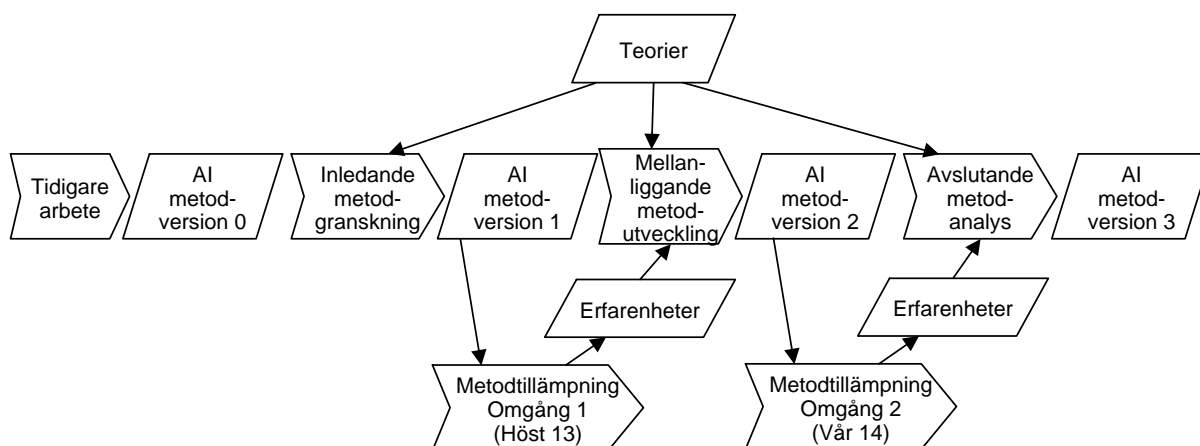 Teorier
Tidigare
arbete
AI
metod-
version 0
Inledande
metod-
granskning
AI
metod-
version 1
Mellan-
liggande
metod-
utveckling
AI
metod-
version 2
Avslutande
metod-
analys
AI
metod-
version 3
Erfarenheter
Erfarenheter
Metodtillämpning
Omgång 1
(Höst 13)
Metodtillämpning
Omgång 2
(Vår 14)